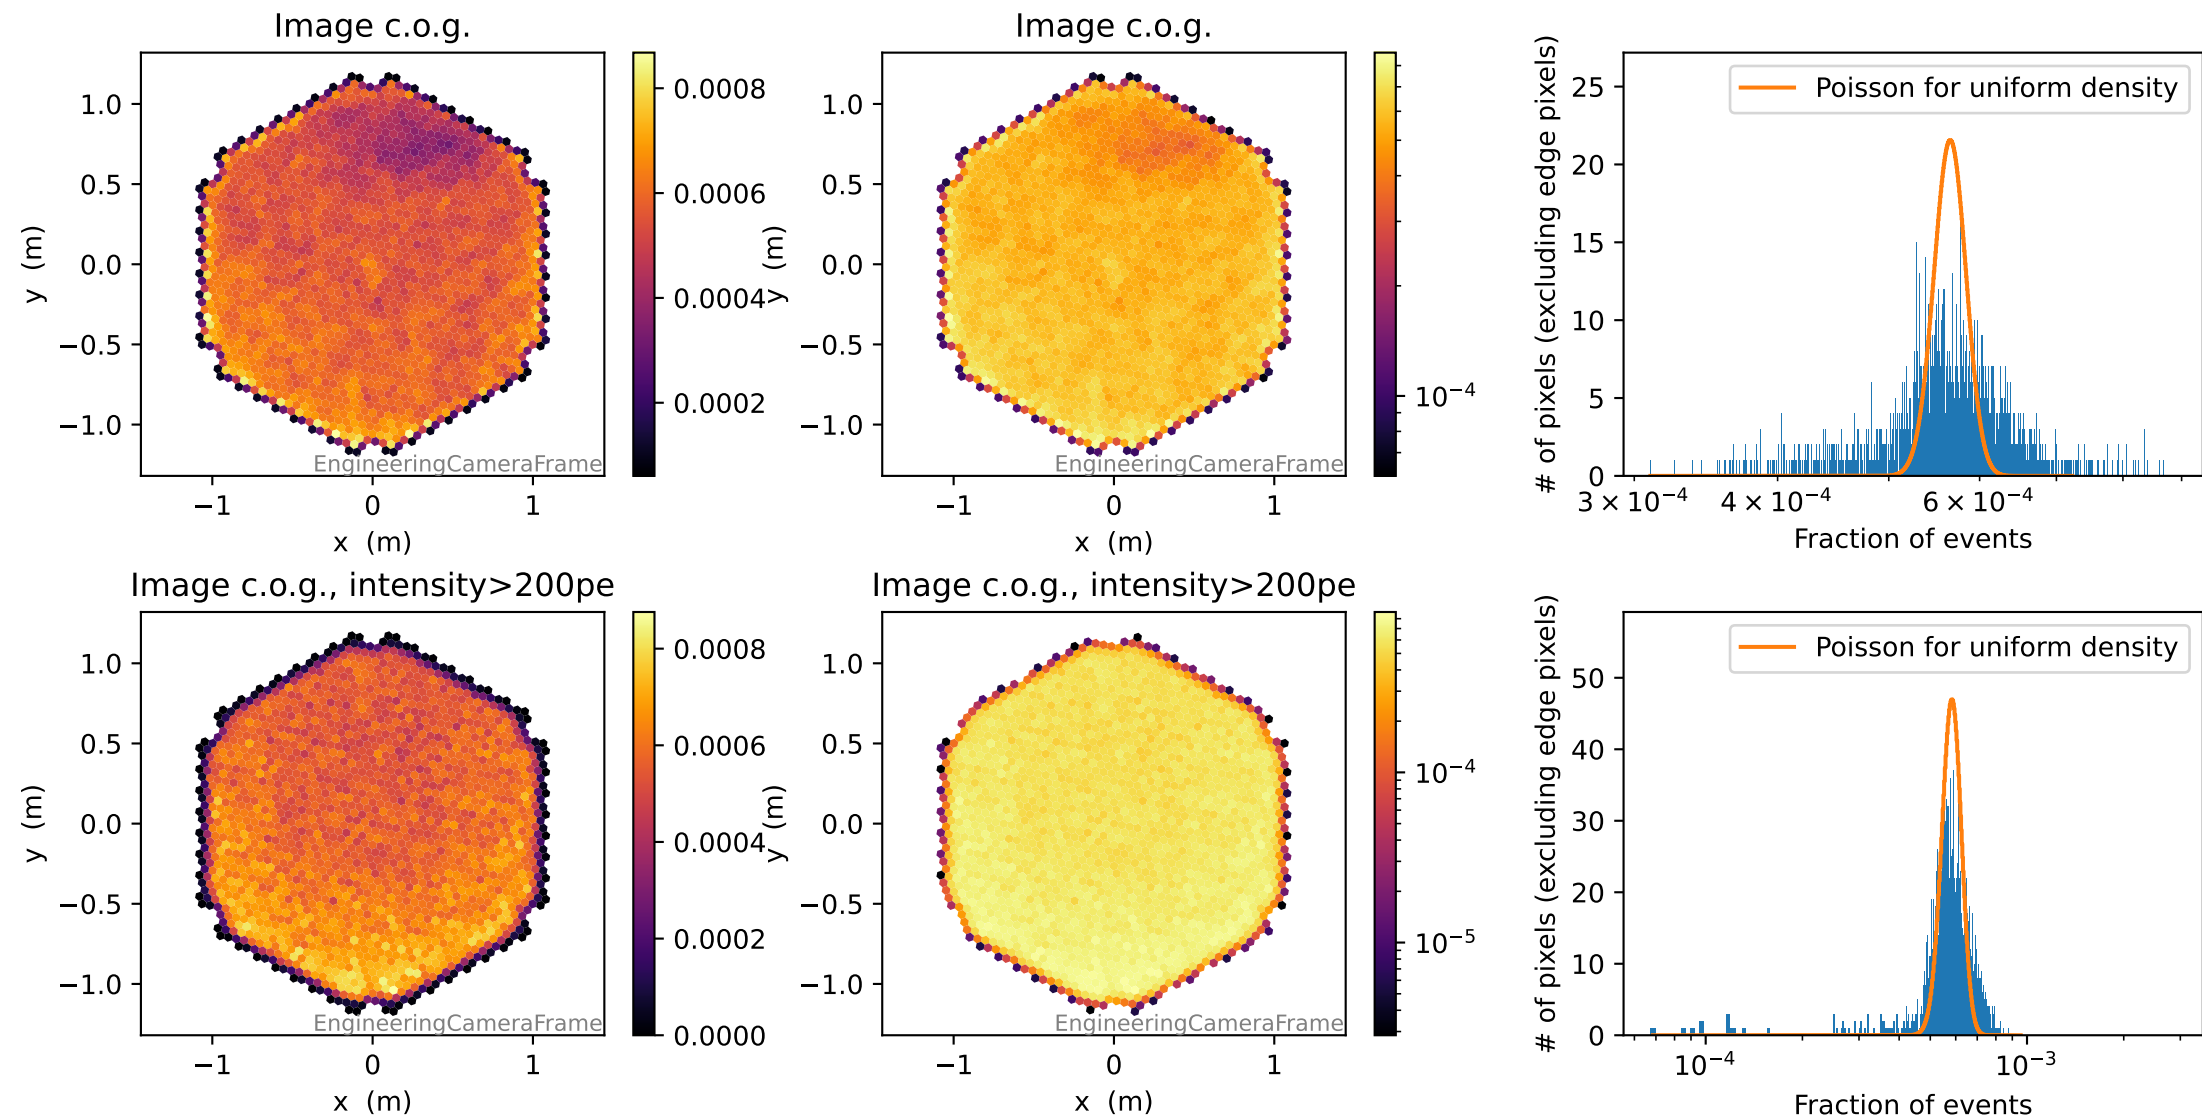 Image c.o.g.
y (m)
1.0
0.5
0.0
−0.5
−1.0
−1
0
1
x (m)
EngineeringCameraFrame
0.0008
0.0006
0.0004
0.0002
Image c.o.g.
y (m)
1.0
0.5
0.0
−0.5
−1.0
−1
0
1
x (m)
EngineeringCameraFrame
10⁻⁴
# of pixels (excluding edge pixels)
25
20
15
10
5
0
Poisson for uniform density
3 × 10⁻⁴
4 × 10⁻⁴
6 × 10⁻⁴
Fraction of events
Image c.o.g., intensity>200pe
y (m)
1.0
0.5
0.0
−0.5
−1.0
−1
0
1
x (m)
EngineeringCameraFrame
0.0008
0.0006
0.0004
0.0002
0.0000
Image c.o.g., intensity>200pe
y (m)
1.0
0.5
0.0
−0.5
−1.0
−1
0
1
x (m)
EngineeringCameraFrame
10⁻⁴
10⁻⁵
# of pixels (excluding edge pixels)
50
40
30
20
10
0
Poisson for uniform density
10⁻⁴
10⁻³
Fraction of events